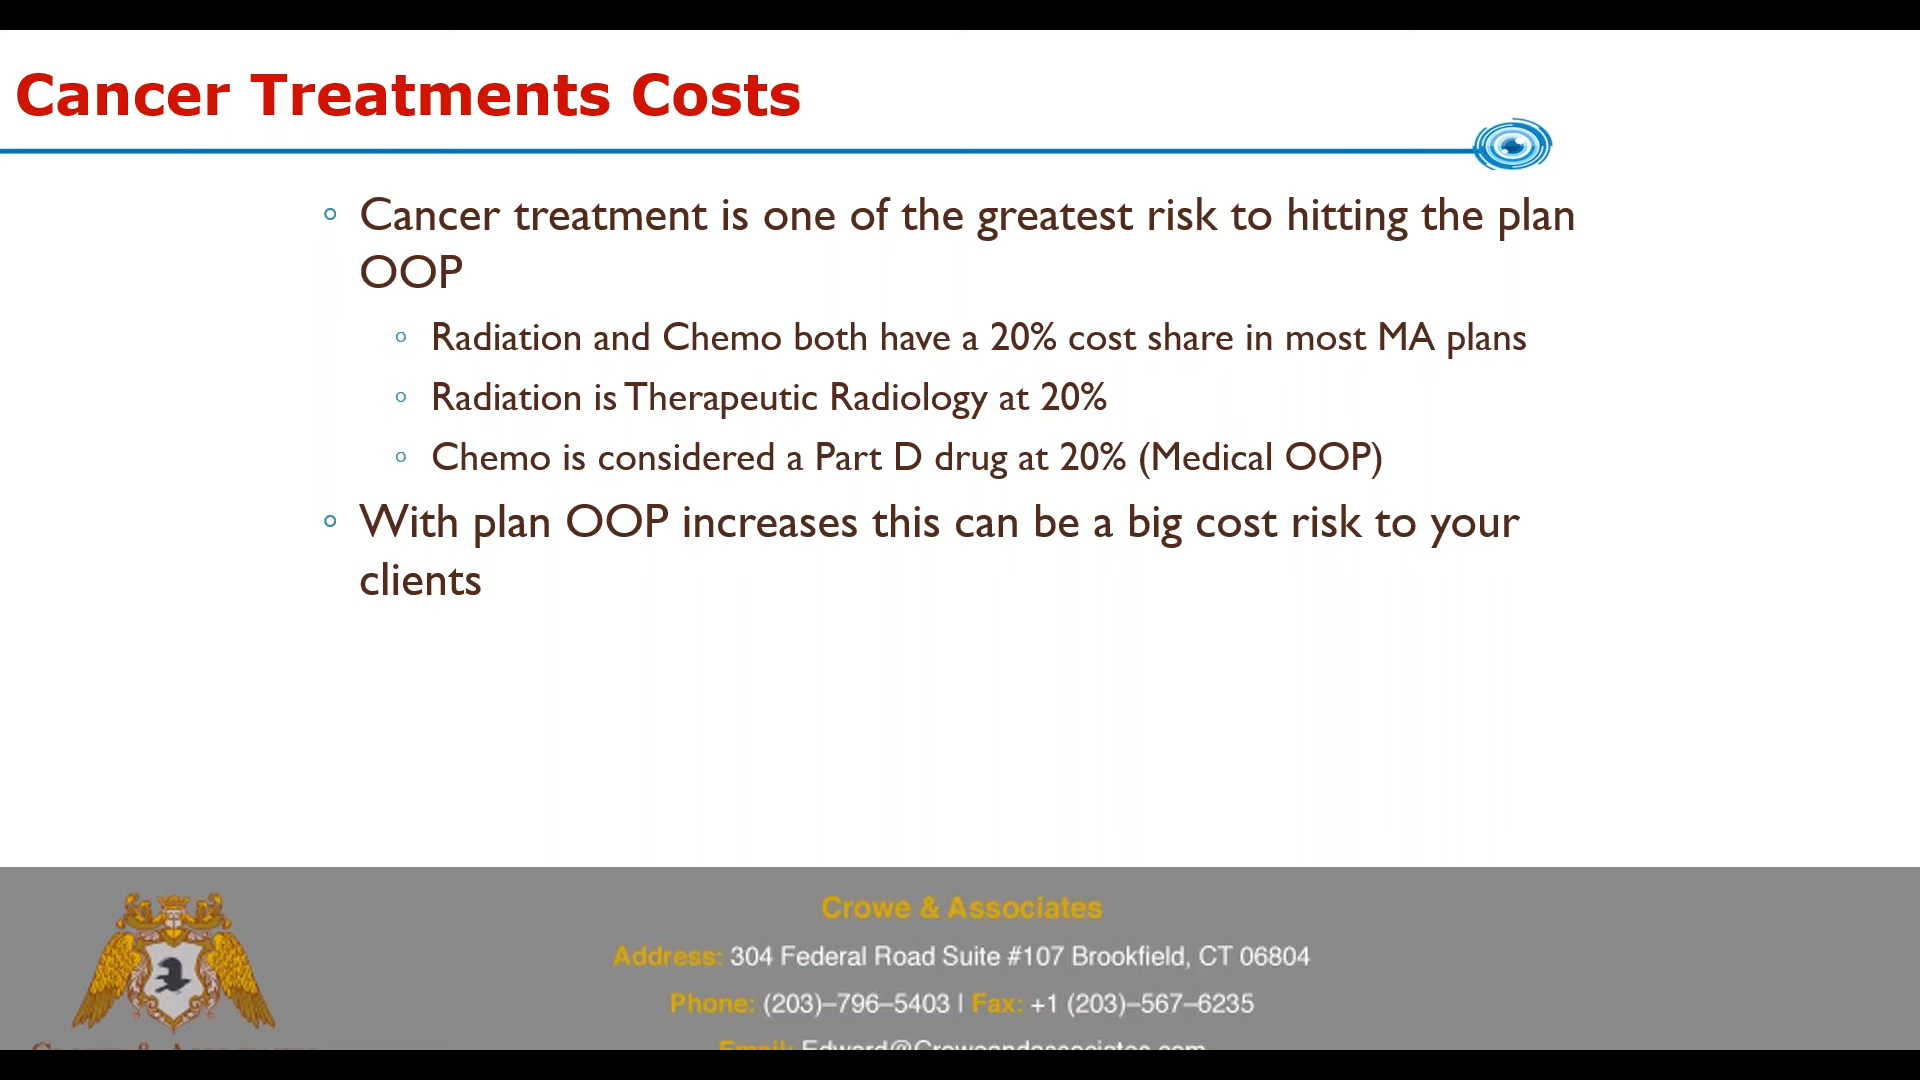 Cancer Treatments Costs
Cancer treatment is one of the greatest risk to hitting the plan
OOP
Radiation and Chemo both have a 20% cost share in most MA plans
Radiation is Therapeutic Radiology at 20%
Chemo is considered a Part D drug at 20% (Medical OOP)
With plan OOP increases this can be a big cost risk to your
clients
Crowe & Associates
Address: 304 Federal Road Suite #107 Brookfield, CT 06804
Phone: (203)–796–5403 | Fax: +1 (203)–567–6235
Email: Edward@Croweandassociates.com